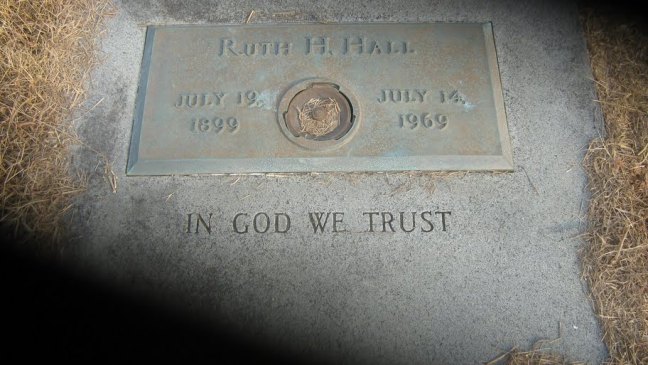 RUTH H. HALL
JULY 19, JULY 14,
1899 1969
IN GOD WE TRUST